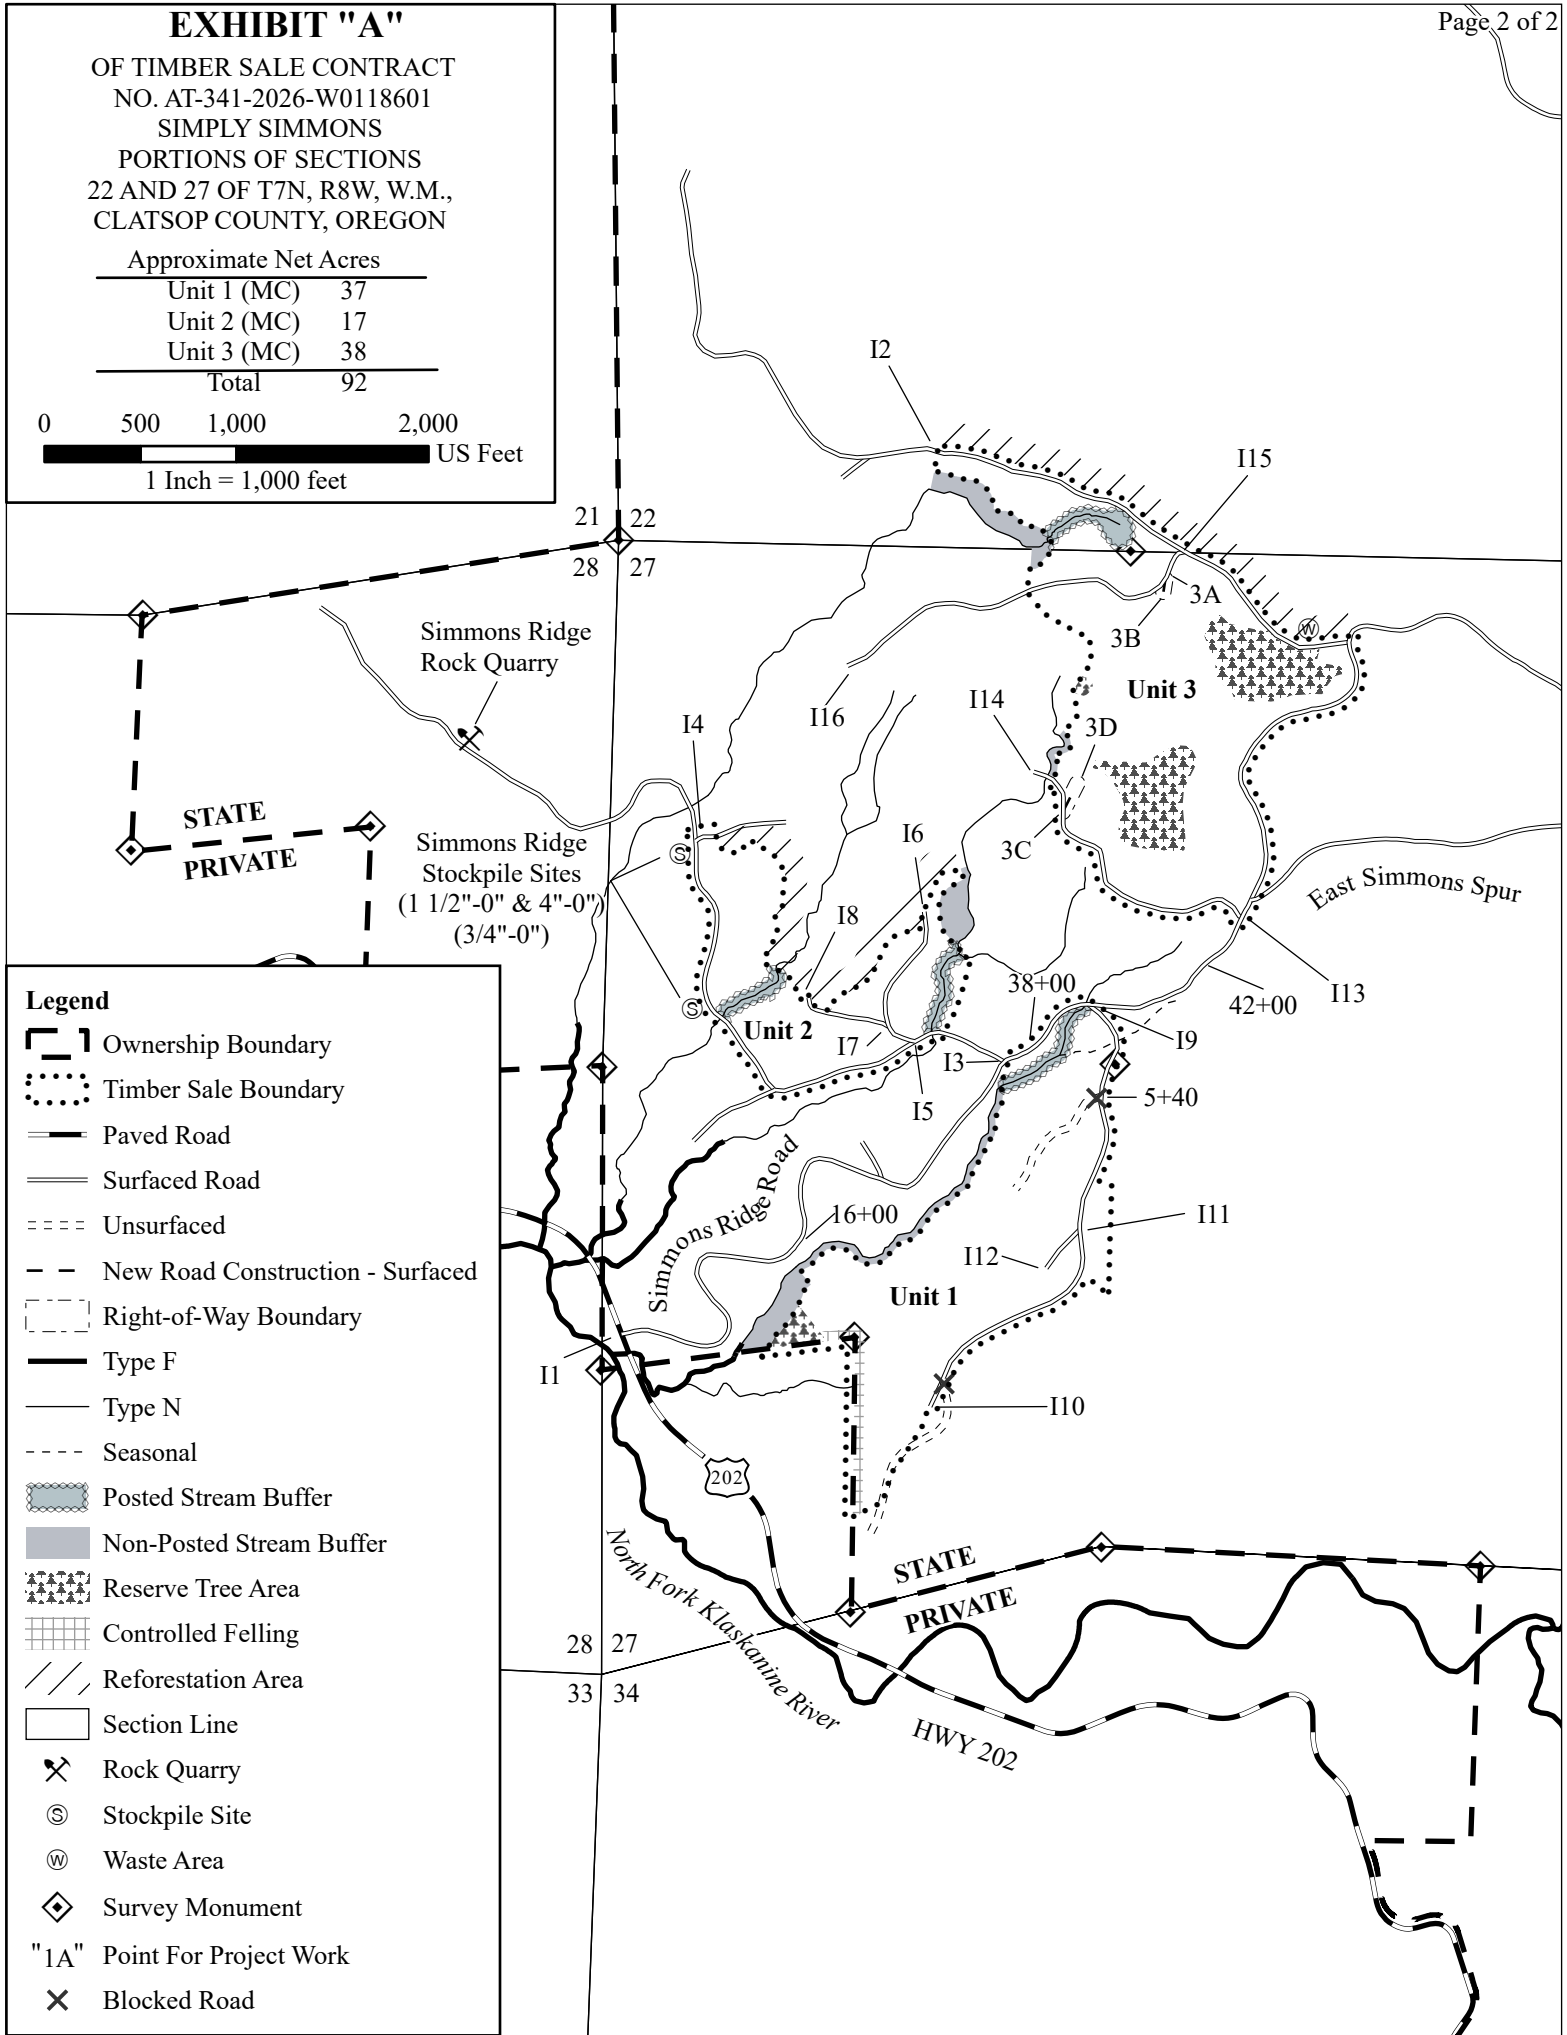 EXHIBIT "A"
OF TIMBER SALE CONTRACT
NO. AT-341-2026-W0118601
SIMPLY SIMMONS
PORTIONS OF SECTIONS
22 AND 27 OF T7N, R8W, W.M.,
CLATSOP COUNTY, OREGON
Approximate Net Acres
Unit 1 (MC) 37
Unit 2 (MC) 17
Unit 3 (MC) 38
Total 92
0 500 1,000 2,000
US Feet
1 Inch = 1,000 feet
Page 2 of 2
I2
I15
21 22
28 27
3A
3B
Simmons Ridge
Rock Quarry
W
Unit 3
I14
I16
I4
3D
STATE
PRIVATE
Simmons Ridge
Stockpile Sites
(1 1/2"-0" & 4"-0")
(3/4"-0")
S
I6
3C
East Simmons Spur
I8
38+00
42+00
I13
S
Unit 2
I7
I3
I9
I5
5+40
Simmons Ridge Road
16+00
I11
I12
Unit 1
I1
I10
202
North Fork Klaskanine River
STATE
PRIVATE
28 27
33 34
HWY 202
Legend
Ownership Boundary
Timber Sale Boundary
Paved Road
Surfaced Road
Unsurfaced
New Road Construction - Surfaced
Right-of-Way Boundary
Type F
Type N
Seasonal
Posted Stream Buffer
Non-Posted Stream Buffer
Reserve Tree Area
Controlled Felling
Reforestation Area
Section Line
Rock Quarry
S Stockpile Site
W Waste Area
Survey Monument
"1A" Point For Project Work
Blocked Road